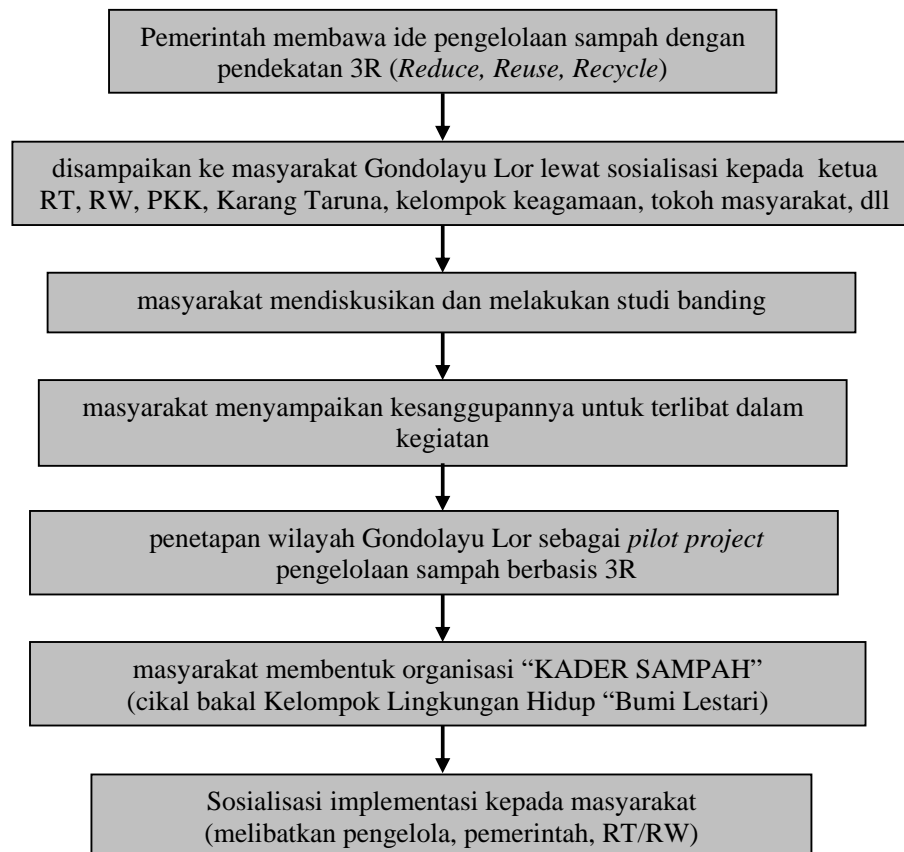 Pemerintah membawa ide pengelolaan sampah dengan
pendekatan 3R (Reduce, Reuse, Recycle)
disampaikan ke masyarakat Gondolayu Lor lewat sosialisasi kepada ketua
RT, RW, PKK, Karang Taruna, kelompok keagamaan, tokoh masyarakat, dll
masyarakat mendiskusikan dan melakukan studi banding
masyarakat menyampaikan kesanggupannya untuk terlibat dalam
kegiatan
penetapan wilayah Gondolayu Lor sebagai pilot project
pengelolaan sampah berbasis 3R
masyarakat membentuk organisasi “KADER SAMPAH”
(cikal bakal Kelompok Lingkungan Hidup “Bumi Lestari)
Sosialisasi implementasi kepada masyarakat
(melibatkan pengelola, pemerintah, RT/RW)